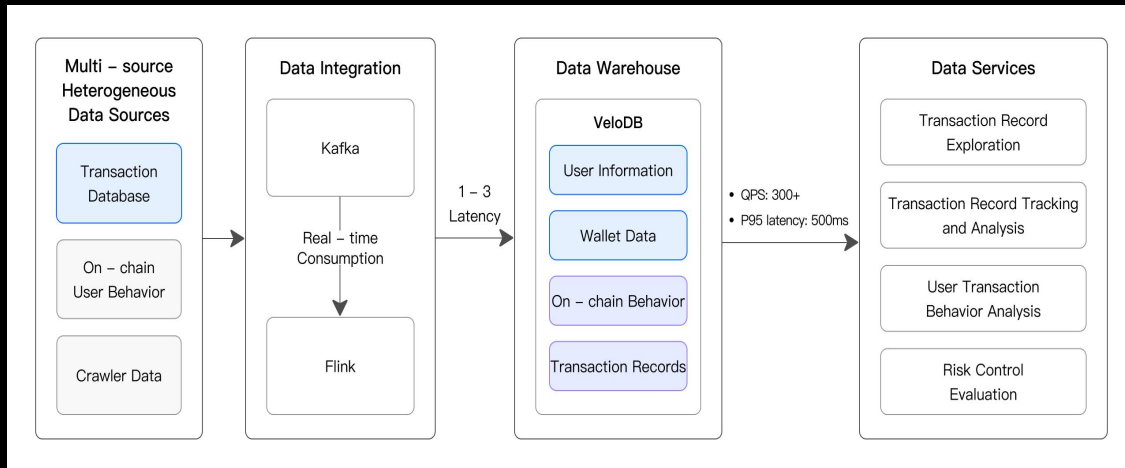 Multi – source
Heterogeneous
Data Sources
Transaction
Database
On – chain
User Behavior
Crawler Data
Data Integration
Kafka
Real – time
Consumption
Flink
1 – 3
Latency
Data Warehouse
VeloDB
User Information
Wallet Data
On – chain Behavior
Transaction Records
• QPS: 300+
• P95 latency: 500ms
Data Services
Transaction Record
Exploration
Transaction Record Tracking
and Analysis
User Transaction
Behavior Analysis
Risk Control
Evaluation